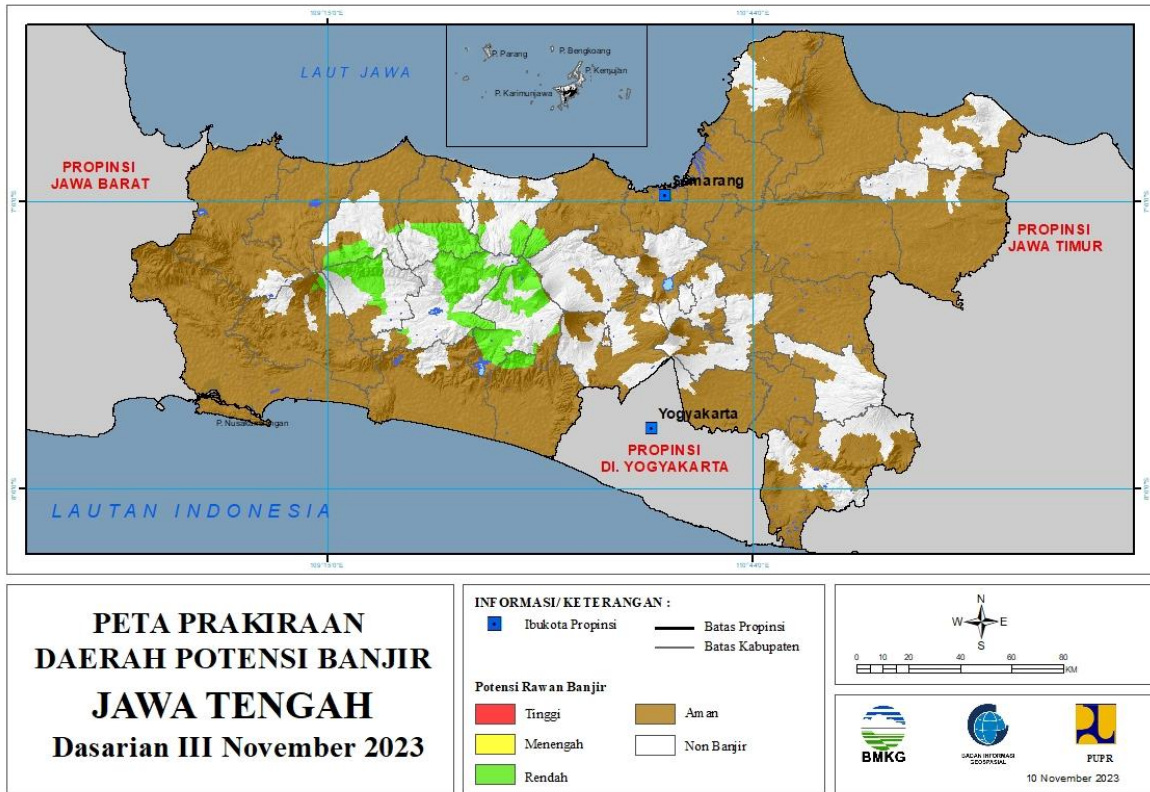 LAUT JAWA
P. Parang
P. Bengkoang
P. Kemujan
P. Karimunjawa
PROPINSI
JAWA BARAT
Semarang
PROPINSI
JAWA TIMUR
Yogyakarta
PROPINSI
DI. YOGYAKARTA
LAUTAN INDONESIA
PETA PRAKIRAAN
DAERAH POTENSI BANJIR
JAWA TENGAH
Dasarian III November 2023
INFORMASI/ KETERANGAN :
Ibukota Propinsi
Batas Propinsi
Batas Kabupaten
Potensi Rawan Banjir
Tinggi
Menengah
Rendah
Aman
Non Banjir
N
W E
S
0 10 20 40 60 80
KM
BMKG
BADAN INFORMASI
GEOSPASIAL
PUPR
10 November 2023